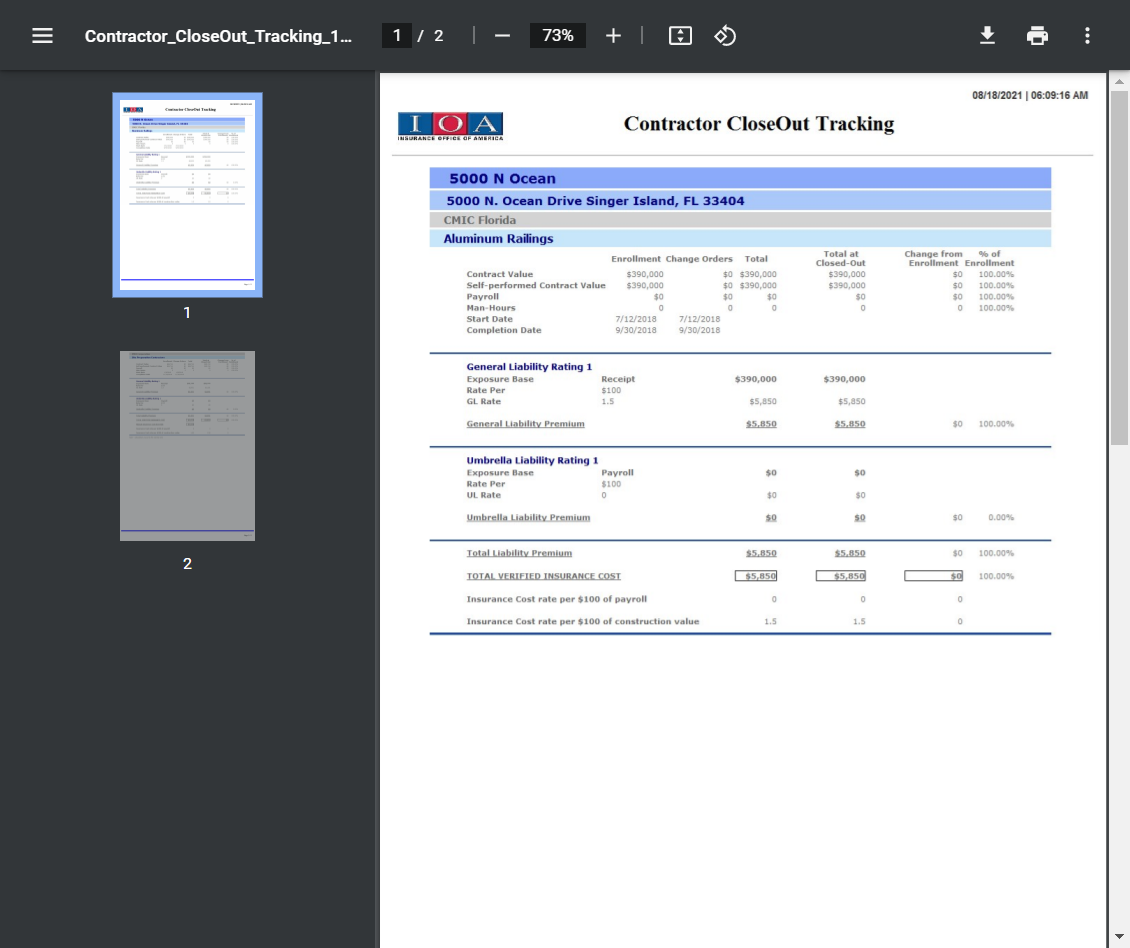 Contractor_CloseOut_Tracking_1... 1 / 2 73%
08/18/2021 | 06:09:16 AM
IOA
INSURANCE OFFICE OF AMERICA
Contractor CloseOut Tracking
5000 N Ocean
5000 N. Ocean Drive Singer Island, FL 33404
CMIC Florida
Aluminum Railings
Enrollment Change Orders Total Total at Closed-Out Change from Enrollment % of Enrollment
Contract Value $390,000 $0 $390,000 $390,000 $0 100.00%
Self-performed Contract Value $390,000 $0 $390,000 $390,000 $0 100.00%
Payroll $0 $0 $0 $0 $0 100.00%
Man-Hours 0 0 0 0 0 100.00%
Start Date 7/12/2018 7/12/2018
Completion Date 9/30/2018 9/30/2018
General Liability Rating 1
Exposure Base Receipt $390,000 $390,000
Rate Per $100
GL Rate 1.5 $5,850 $5,850
General Liability Premium $5,850 $5,850 $0 100.00%
Umbrella Liability Rating 1
Exposure Base Payroll $0 $0
Rate Per $100
UL Rate 0 $0 $0
Umbrella Liability Premium $0 $0 $0 0.00%
Total Liability Premium $5,850 $5,850 $0 100.00%
TOTAL VERIFIED INSURANCE COST $5,850 $5,850 $0 100.00%
Insurance Cost rate per $100 of payroll 0 0 0
Insurance Cost rate per $100 of construction value 1.5 1.5 0
1
2